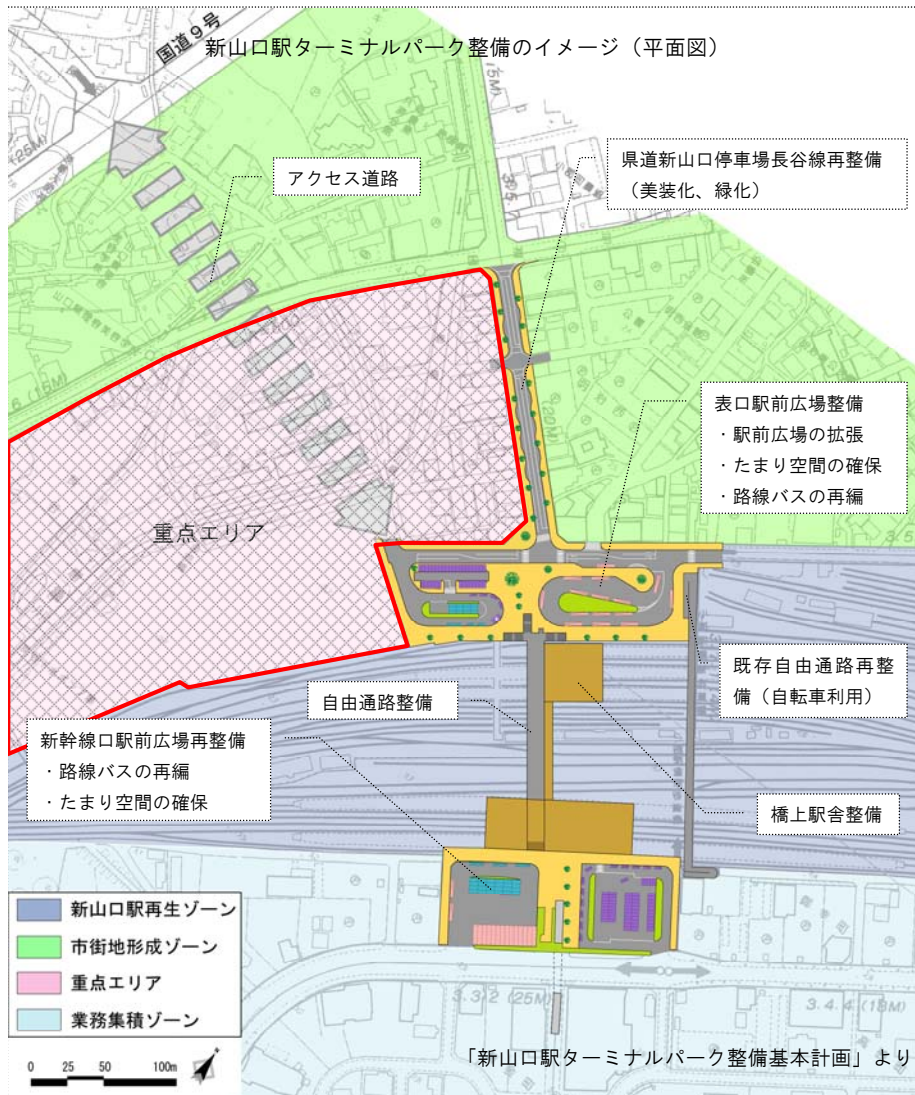 新山口駅ターミナルパーク整備のイメージ（平面図）
国道９号
県道新山口停車場長谷線再整備
（美装化、緑化）
アクセス道路
表口駅前広場整備
・駅前広場の拡張
・たまり空間の確保
・路線バスの再編
重点エリア
既存自由通路再整
備（自転車利用）
自由通路整備
新幹線口駅前広場再整備
・路線バスの再編
・たまり空間の確保
橋上駅舎整備
新山口駅再生ゾーン
市街地形成ゾーン
重点エリア
業務集積ゾーン
3.3.2 (25M)
3.4.4 (18M)
0 25 50 100m
「新山口駅ターミナルパーク整備基本計画」より